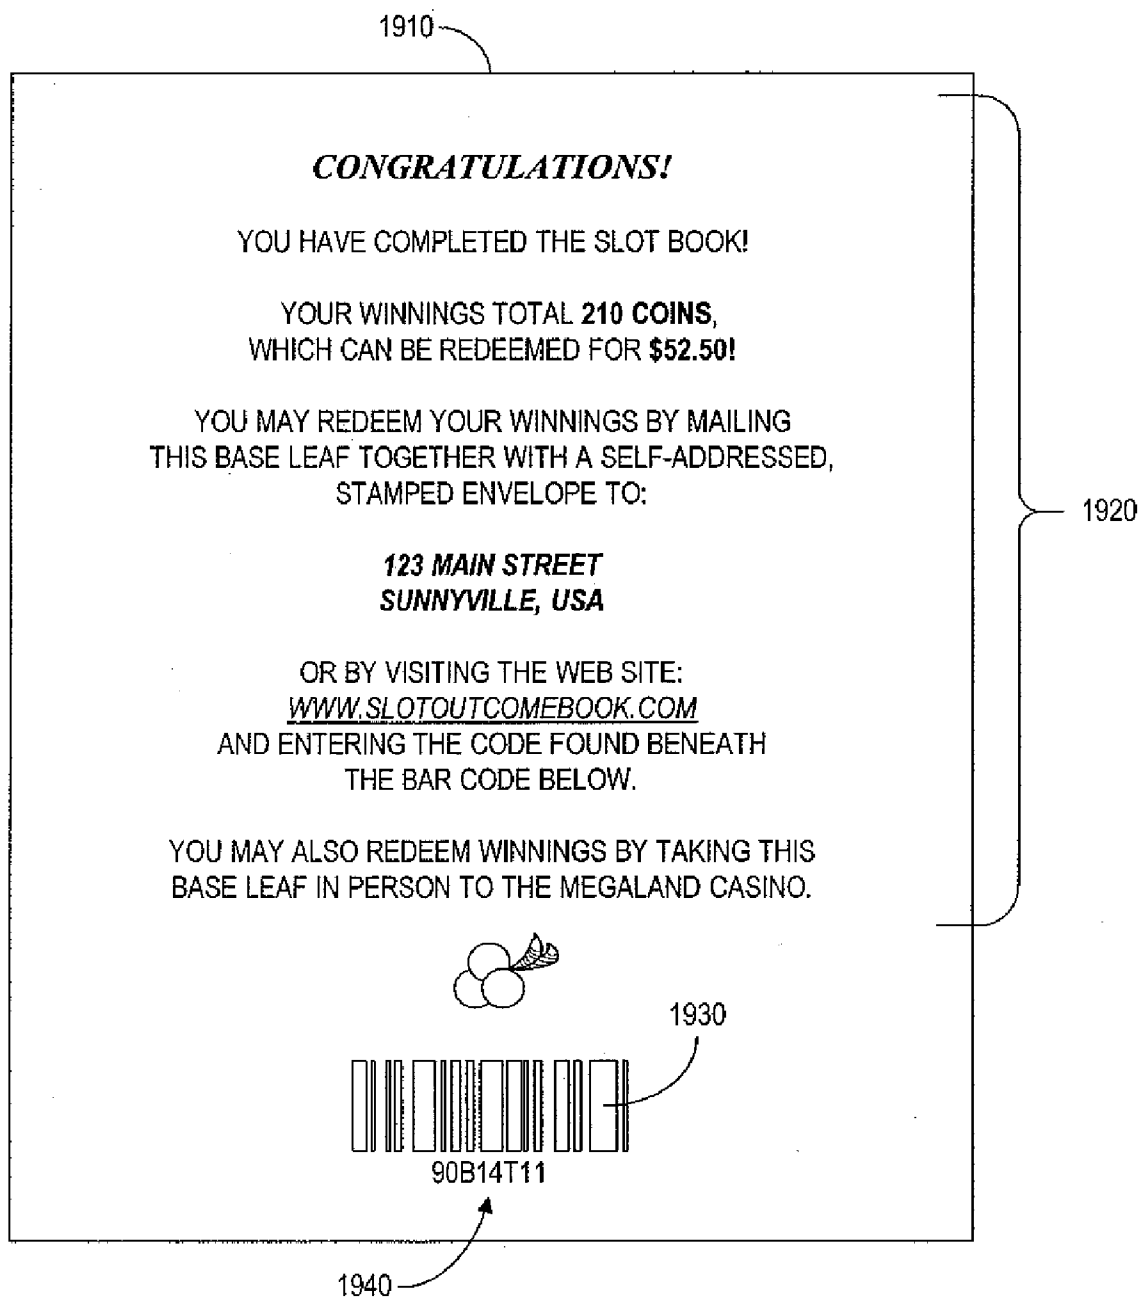 1910
CONGRATULATIONS!
YOU HAVE COMPLETED THE SLOT BOOK!
YOUR WINNINGS TOTAL 210 COINS,
WHICH CAN BE REDEEMED FOR $52.50!
YOU MAY REDEEM YOUR WINNINGS BY MAILING
THIS BASE LEAF TOGETHER WITH A SELF-ADDRESSED,
STAMPED ENVELOPE TO:
1920
123 MAIN STREET
SUNNYVILLE, USA
OR BY VISITING THE WEB SITE:
WWW.SLOTOUTCOMEBOOK.COM
AND ENTERING THE CODE FOUND BENEATH
THE BAR CODE BELOW.
YOU MAY ALSO REDEEM WINNINGS BY TAKING THIS
BASE LEAF IN PERSON TO THE MEGALAND CASINO.
1930
90B14T11
1940